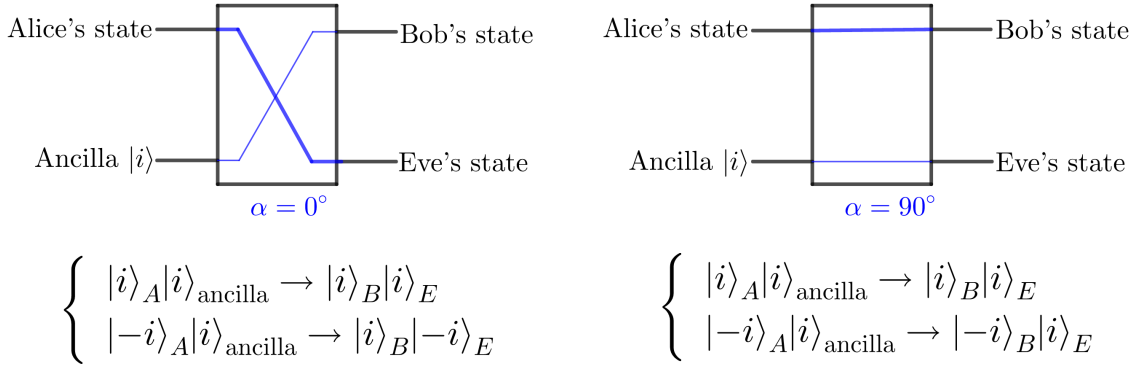 Alice's state
Bob's state
Ancilla |i⟩
Eve's state
α = 0°
|i⟩_A|i⟩_ancilla → |i⟩_B|i⟩_E
|−i⟩_A|i⟩_ancilla → |i⟩_B|−i⟩_E
Alice's state
Bob's state
Ancilla |i⟩
Eve's state
α = 90°
|i⟩_A|i⟩_ancilla → |i⟩_B|i⟩_E
|−i⟩_A|i⟩_ancilla → |−i⟩_B|i⟩_E